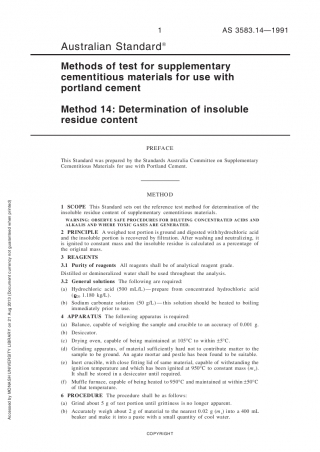 1 AS 3583.14—1991
Australian Standard®
Methods of test for supplementary
cementitious materials for use with
portland cement
Method 14: Determination of insoluble
residue content
PREFACE
This Standard was prepared by the Standards Australia Committee on Supplementary
Cementitious Materials for use with Portland Cement.
METHOD
1 SCOPE This Standard sets out the reference test method for determination of the
insoluble residue content of supplementary cementitious materials.
WARNING: OBSERVE SAFE PROCEDURES FOR DILUTING CONCENTRATED ACIDS AND
ALKALIS AND WHERE TOXIC GASES ARE GENERATED.
2 PRINCIPLE A weighed test portion is ground and digested with hydrochloric acid
and the insoluble portion is recovered by filtration. After washing and neutralizing, it
is ignited to constant mass and the insoluble residue is calculated as a percentage of
the original mass.
3 REAGENTS
3.1 Purity of reagents All reagents shall be of analytical reagent grade.
Distilled or demineralized water shall be used throughout the analysis.
3.2 General solutions The following are required:
(a) Hydrochloric acid (500 mL/L)—prepare from concentrated hydrochloric acid
(ρ₂₀ 1.180 kg/L).
(b) Sodium carbonate solution (50 g/L)—this solution should be heated to boiling
immediately prior to use.
4 APPARATUS The following apparatus is required:
(a) Balance, capable of weighing the sample and crucible to an accuracy of 0.001 g.
(b) Desiccator.
(c) Drying oven, capable of being maintained at 105°C to within ±5°C.
(d) Grinding apparatus, of materials sufficiently hard not to contribute matter to the
sample to be ground. An agate mortar and pestle has been found to be suitable.
(e) Inert crucible, with close fitting lid of same material, capable of withstanding the
ignition temperature and which has been ignited at 950°C to constant mass (m₁).
It shall be stored in a desiccator until required.
(f) Muffle furnace, capable of being heated to 950°C and maintained at within ±50°C
of that temperature.
6 PROCEDURE The procedure shall be as follows:
(a) Grind about 5 g of test portion until grittiness is no longer apparent.
(b) Accurately weigh about 2 g of material to the nearest 0.02 g (m₂) into a 400 mL
beaker and make it into a paste with a small quantity of cool water.
COPYRIGHT
Accessed by MONASH UNIVERSITY LIBRARY on 21 Aug 2013 (Document currency not guaranteed when printed)